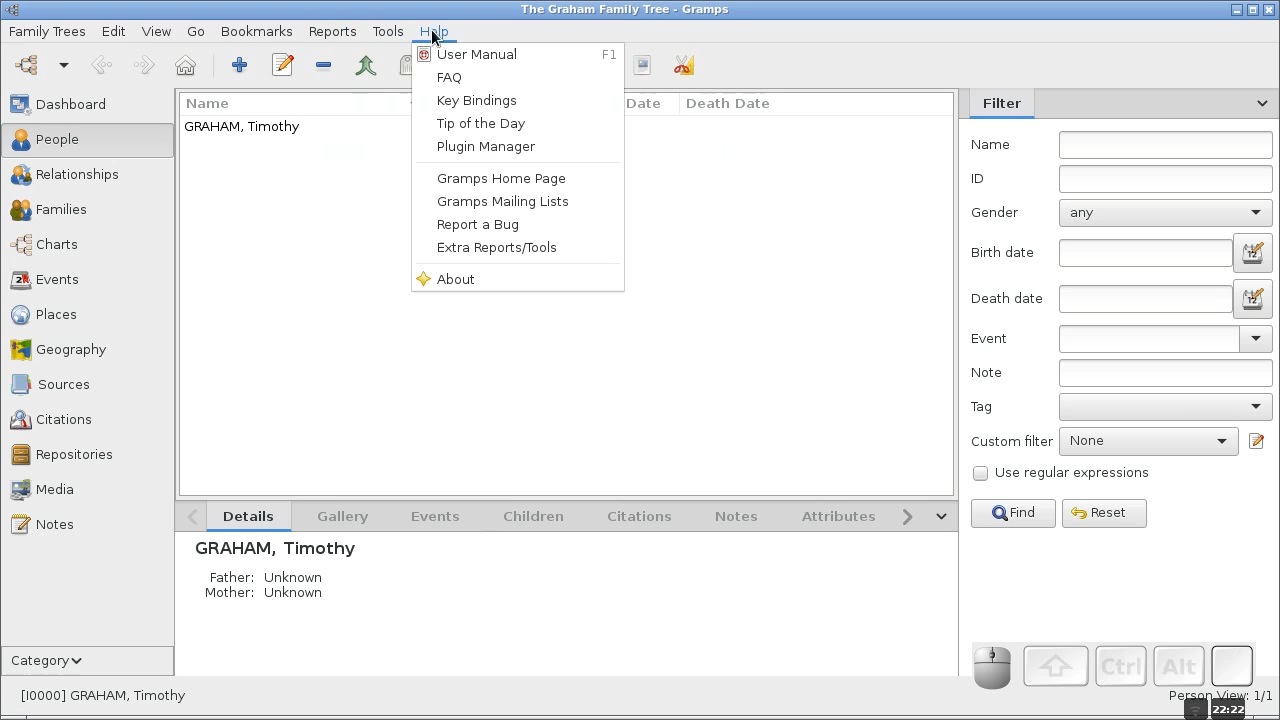 The Graham Family Tree - Gramps
Family Trees Edit View Go Bookmarks Reports Tools Help
User Manual F1
FAQ
Key Bindings
Tip of the Day
Plugin Manager
Gramps Home Page
Gramps Mailing Lists
Report a Bug
Extra Reports/Tools
About
Dashboard
People
Relationships
Families
Charts
Events
Places
Geography
Sources
Citations
Repositories
Media
Notes
Category
Name Date Death Date
GRAHAM, Timothy
Details Gallery Events Children Citations Notes Attributes
GRAHAM, Timothy
Father: Unknown
Mother: Unknown
Filter
Name
ID
Gender any
Birth date
Death date
Event
Note
Tag
Custom filter None
Use regular expressions
Find Reset
Ctrl Alt
[I0000] GRAHAM, Timothy
Person View: 1/1
22:22